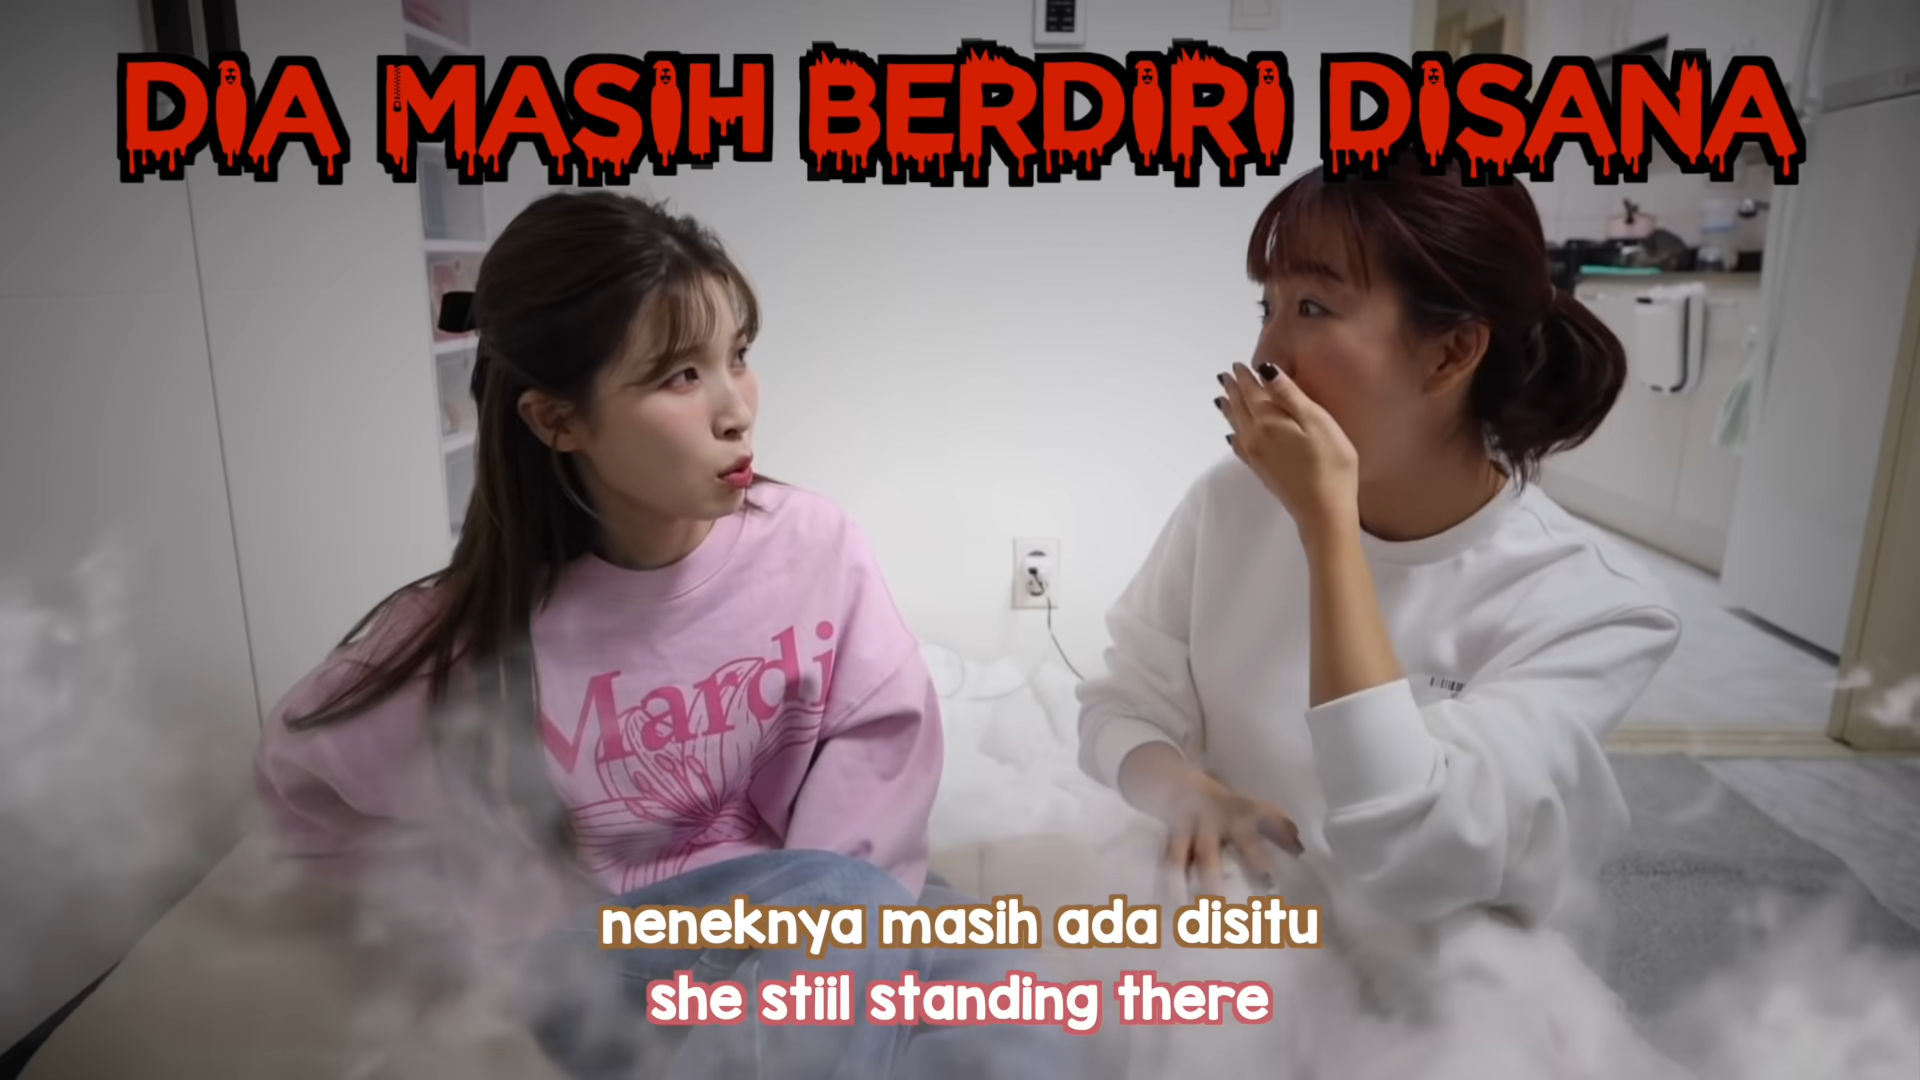 DiA MASiH BERDiRi DiSANA
Mardi
neneknya masih ada disitu
she stiil standing there